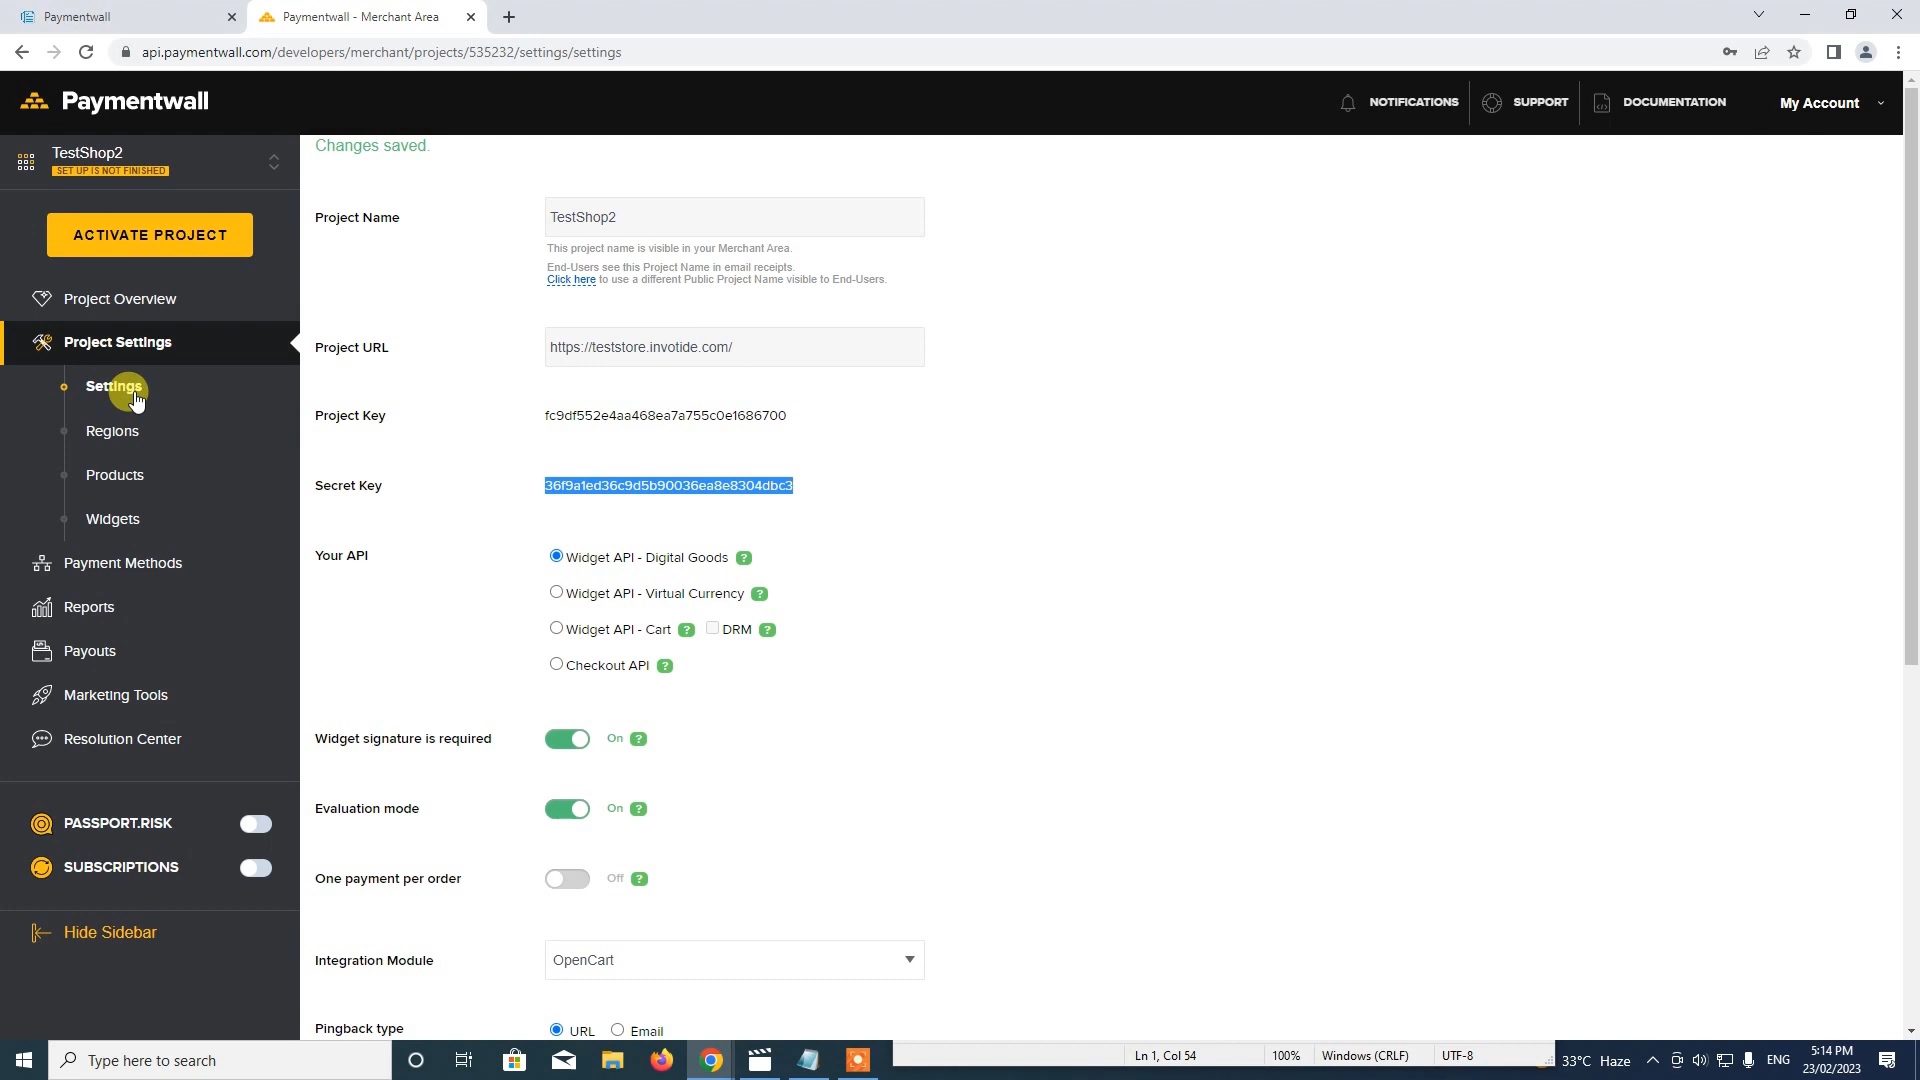 Paymentwall
Paymentwall - Merchant Area
api.paymentwall.com/developers/merchant/projects/535232/settings/settings
Paymentwall
NOTIFICATIONS
SUPPORT
DOCUMENTATION
My Account
TestShop2
SET UP IS NOT FINISHED
ACTIVATE PROJECT
Project Overview
Project Settings
Settings
Regions
Products
Widgets
Payment Methods
Reports
Payouts
Marketing Tools
Resolution Center
PASSPORT.RISK
SUBSCRIPTIONS
Hide Sidebar
Changes saved.
Project Name
TestShop2
This project name is visible in your Merchant Area.
End-Users see this Project Name in email receipts.
Click here to use a different Public Project Name visible to End-Users.
Project URL
https://teststore.invotide.com/
Project Key
fc9df552e4aa468ea7a755c0e1686700
Secret Key
36f9a1ed36c9d5b90036ea8e8304dbc3
Your API
Widget API - Digital Goods ?
Widget API - Virtual Currency ?
Widget API - Cart ? DRM ?
Checkout API ?
Widget signature is required
On ?
Evaluation mode
On ?
One payment per order
Off ?
Integration Module
OpenCart
Pingback type
URL Email
Type here to search
Ln 1, Col 54
100%
Windows (CRLF)
UTF-8
33°C Haze
ENG
5:14 PM
23/02/2023